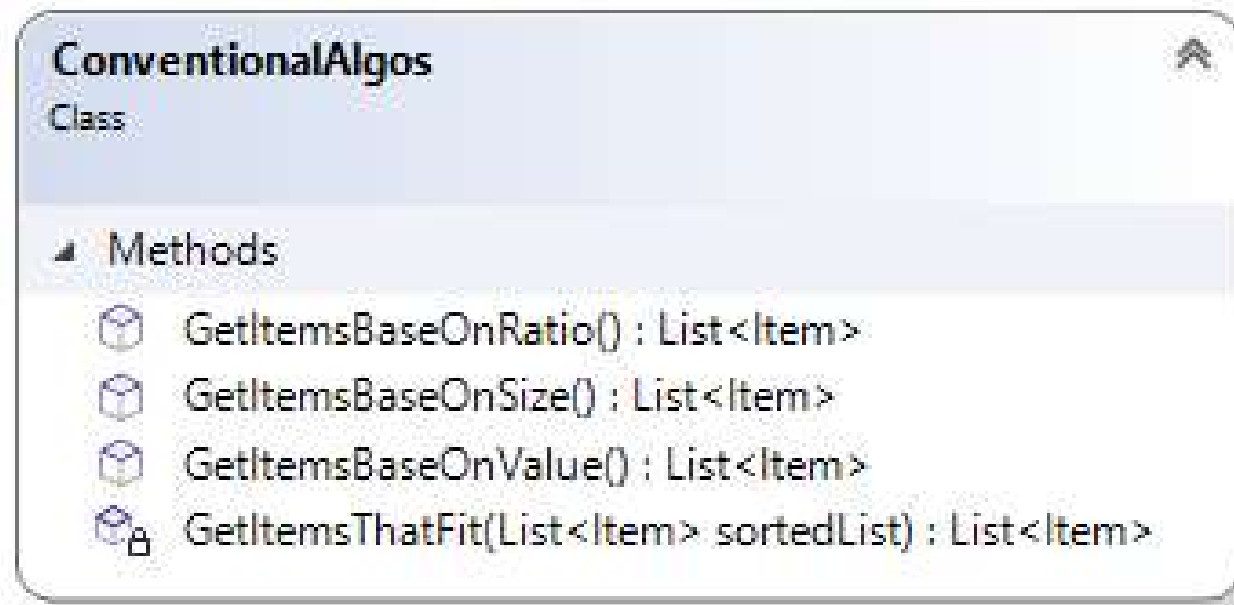 ConventionalAlgos
Class
Methods
GetItemsBaseOnRatio() : List<Item>
GetItemsBaseOnSize() : List<Item>
GetItemsBaseOnValue() : List<Item>
GetItemsThatFit(List<Item> sortedList) : List<Item>